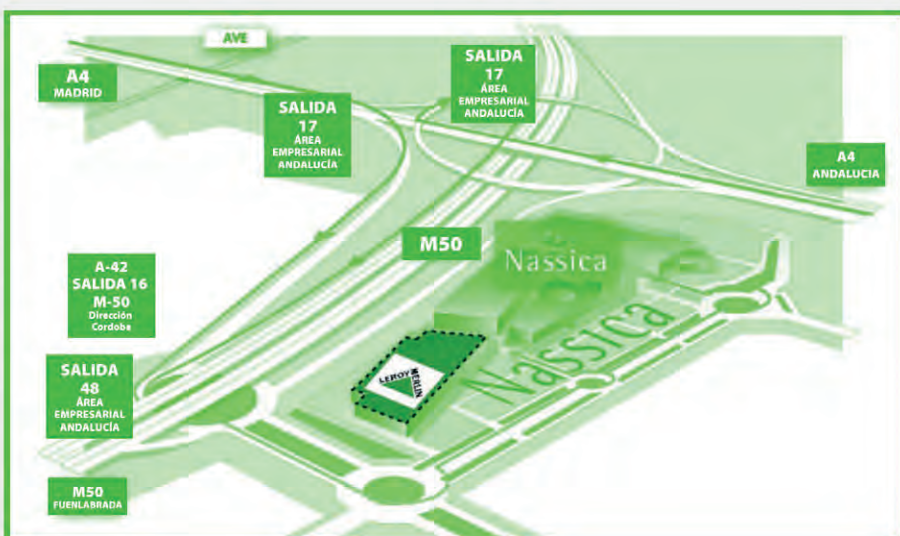 AVE
A4
MADRID
SALIDA
17
ÁREA
EMPRESARIAL
ANDALUCÍA
SALIDA
17
ÁREA
EMPRESARIAL
ANDALUCÍA
A4
ANDALUCIA
M50
Nassica
A-42
SALIDA 16
M-50
Dirección
Cordobe
Nassica
LEROY MERLIN
SALIDA
48
ÁREA
EMPRESARIAL
ANDALUCÍA
M50
FUENLABRADA